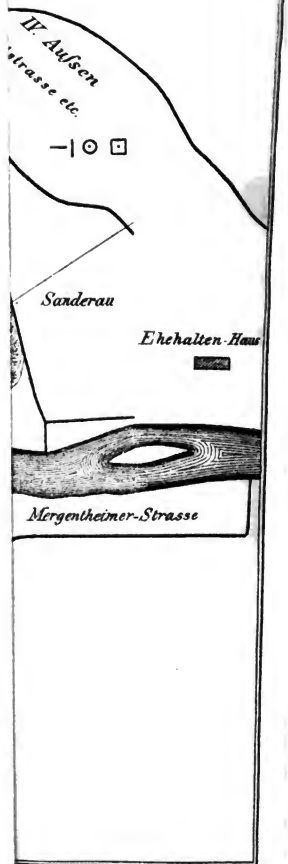 IV. Außen
strasse etc.
Sanderau
Ehehalten-Haus
Mergentheimer-Strasse